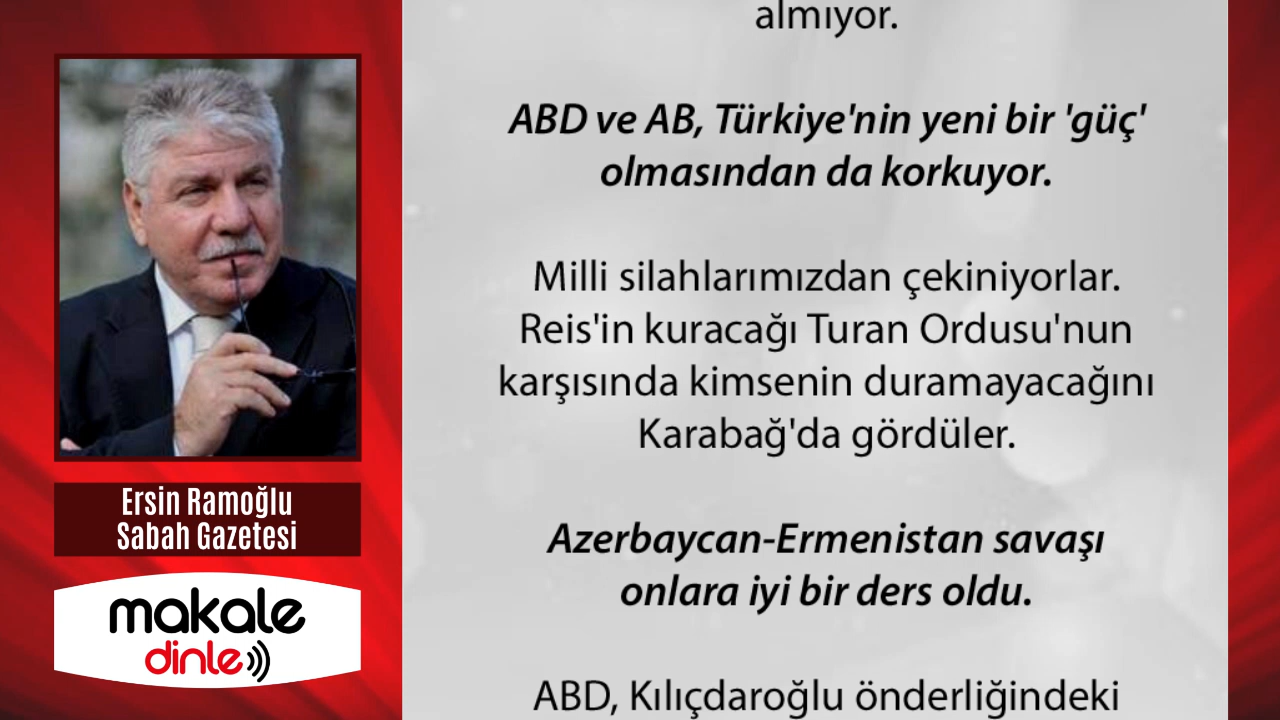 almıyor.
ABD ve AB, Türkiye'nin yeni bir 'güç'
olmasından da korkuyor.
Milli silahlarımızdan çekiniyorlar.
Reis'in kuracağı Turan Ordusu'nun
karşısında kimsenin duramayacağını
Karabağ'da gördüler.
Azerbaycan-Ermenistan savaşı
onlara iyi bir ders oldu.
ABD, Kılıçdaroğlu önderliğindeki
Ersin Ramoğlu
Sabah Gazetesi
makale
dinle